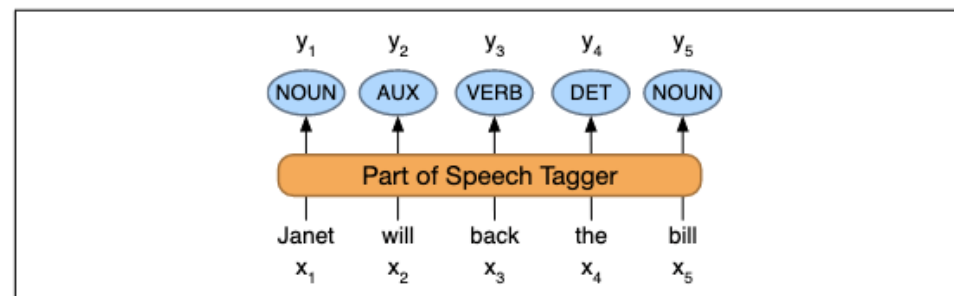 y1 y2 y3 y4 y5
NOUN AUX VERB DET NOUN
Part of Speech Tagger
Janet will back the bill
x1 x2 x3 x4 x5